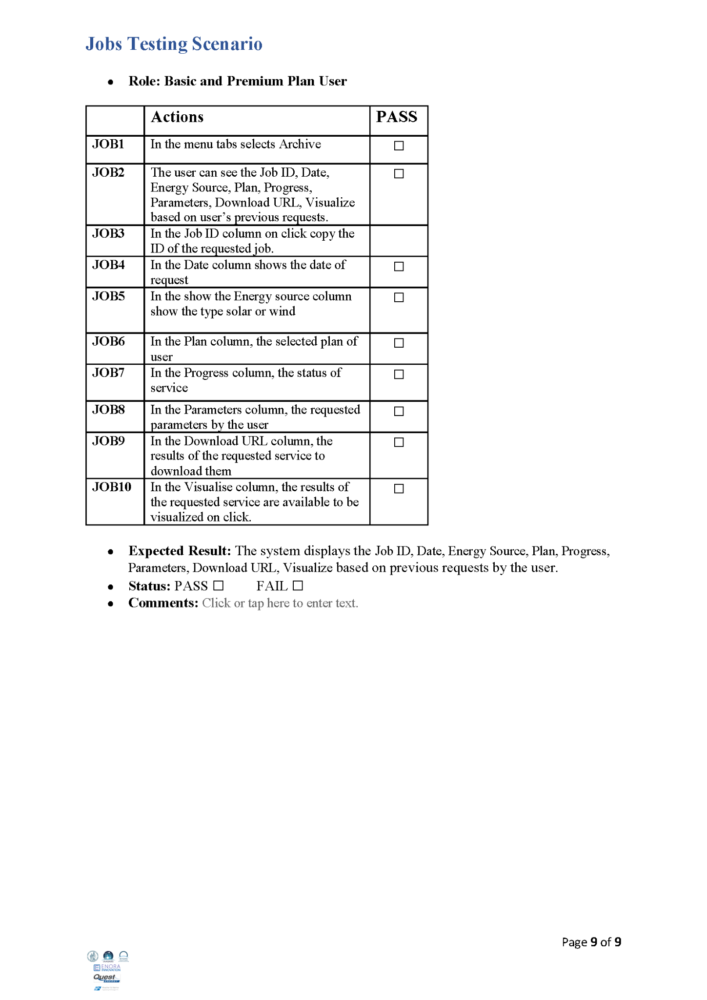 Jobs Testing Scenario
● Role: Basic and Premium Plan User
Actions PASS
JOB1 In the menu tabs selects Archive ☐
JOB2 The user can see the Job ID, Date, ☐
Energy Source, Plan, Progress,
Parameters, Download URL, Visualize
based on user’s previous requests.
JOB3 In the Job ID column on click copy the
ID of the requested job.
JOB4 In the Date column shows the date of ☐
request
JOB5 In the show the Energy source column ☐
show the type solar or wind
JOB6 In the Plan column, the selected plan of ☐
user
JOB7 In the Progress column, the status of ☐
service
JOB8 In the Parameters column, the requested ☐
parameters by the user
JOB9 In the Download URL column, the ☐
results of the requested service to
download them
JOB10 In the Visualise column, the results of ☐
the requested service are available to be
visualized on click.
● Expected Result: The system displays the Job ID, Date, Energy Source, Plan, Progress,
Parameters, Download URL, Visualize based on previous requests by the user.
● Status: PASS ☐ FAIL ☐
● Comments: Click or tap here to enter text.
Page 9 of 9
IAASARS
ENORA
INNOVATION
Quest
ENERGY